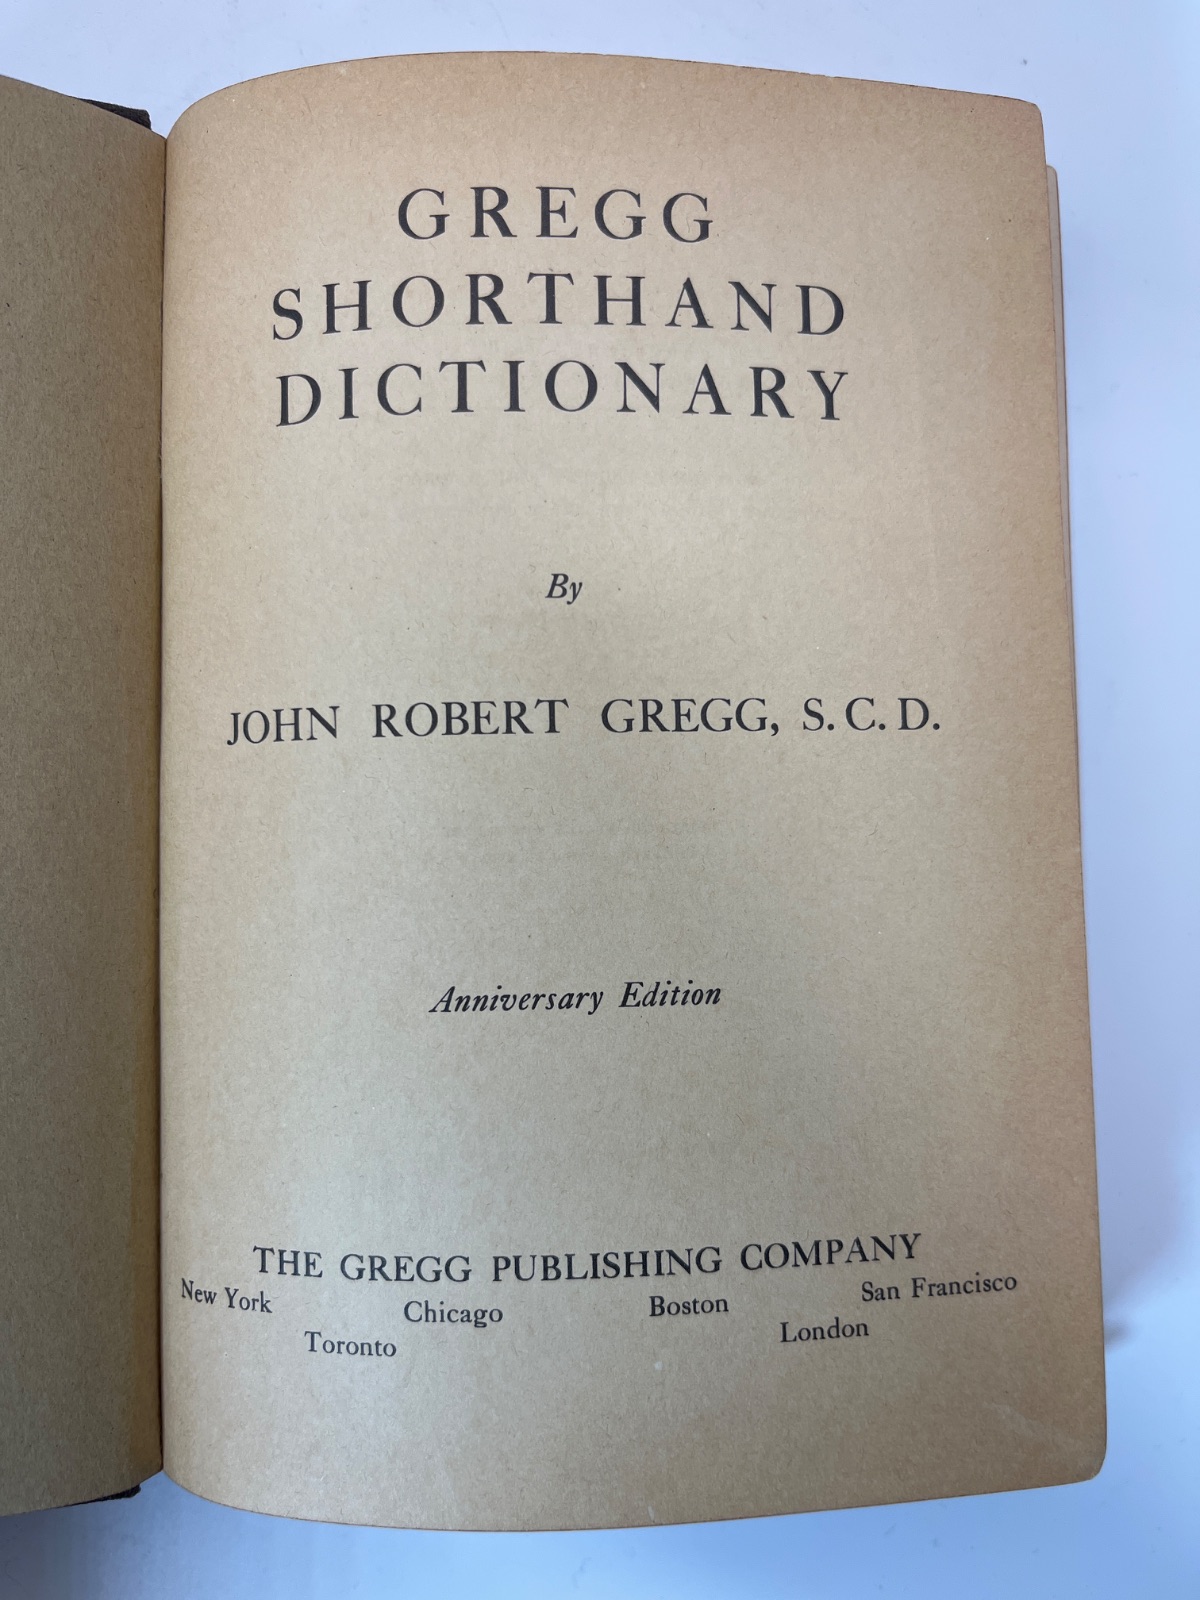 GREGG
SHORTHAND
DICTIONARY
By
JOHN ROBERT GREGG, S.C.D.
Anniversary Edition
THE GREGG PUBLISHING COMPANY
New York Chicago Boston San Francisco
Toronto London